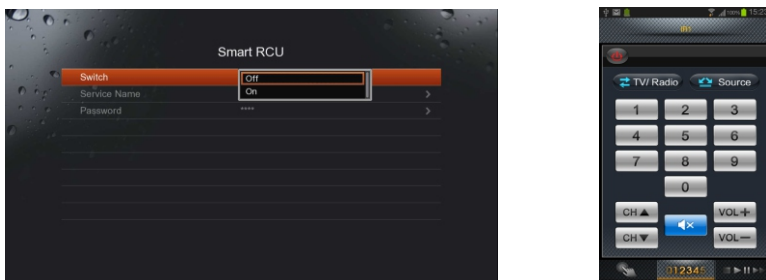 Smart RCU
Switch
Off
On
Service Name
Password
****
TV/ Radio
Source
1 2 3
4 5 6
7 8 9
0
CH VOL+
CH VOL-
012345